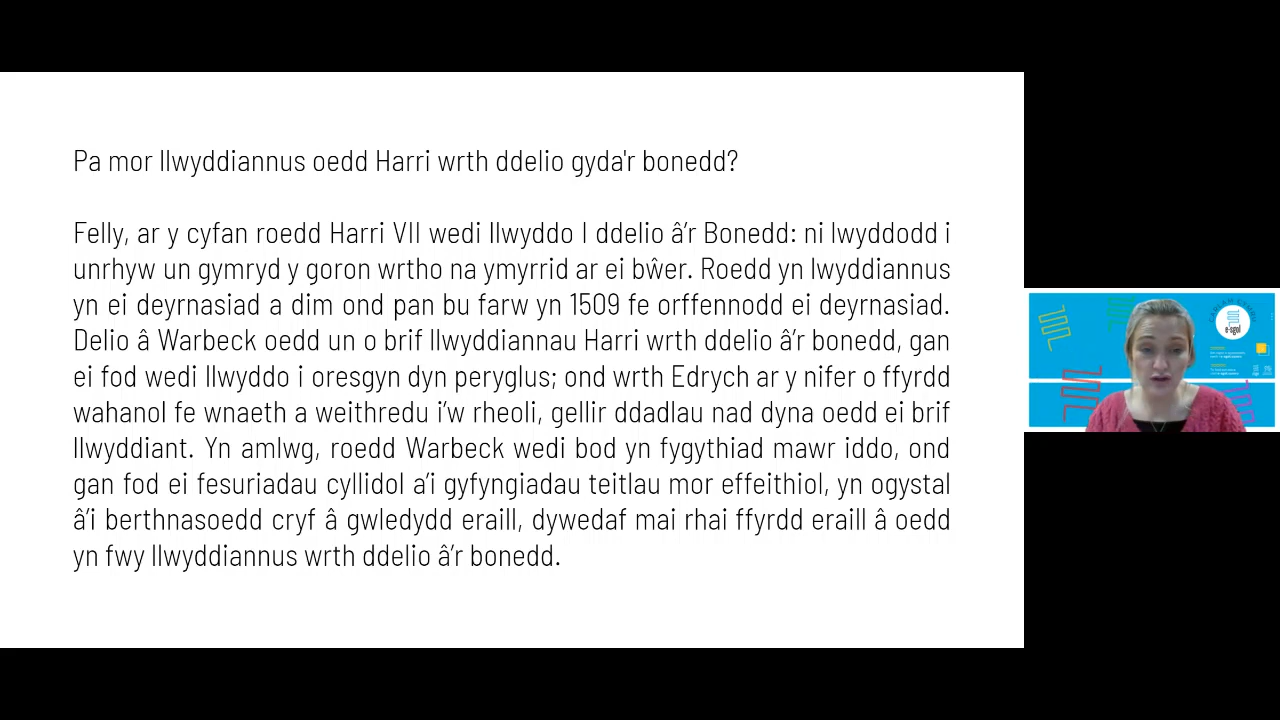 Pa mor llwyddiannus oedd Harri wrth ddelio gyda'r bonedd?
Felly, ar y cyfan roedd Harri VII wedi llwyddo I ddelio â'r Bonedd: ni lwyddodd i
unrhyw un gymryd y goron wrtho na ymyrrid ar ei bŵer. Roedd yn lwyddiannus
yn ei deyrnasiad a dim ond pan bu farw yn 1509 fe orffennodd ei deyrnasiad.
Delio â Warbeck oedd un o brif llwyddiannau Harri wrth ddelio â'r bonedd, gan
ei fod wedi llwyddo i oresgyn dyn peryglus; ond wrth Edrych ar y nifer o ffyrdd
wahanol fe wnaeth a weithredu i'w rheoli, gellir ddadlau nad dyna oedd ei brif
llwyddiant. Yn amlwg, roedd Warbeck wedi bod yn fygythiad mawr iddo, ond
gan fod ei fesuriadau cyllidol a'i gyfyngiadau teitlau mor effeithiol, yn ogystal
â'i berthnasoedd cryf â gwledydd eraill, dywedaf mai rhai ffyrdd eraill â oedd
yn fwy llwyddiannus wrth ddelio â'r bonedd.
e-sgol